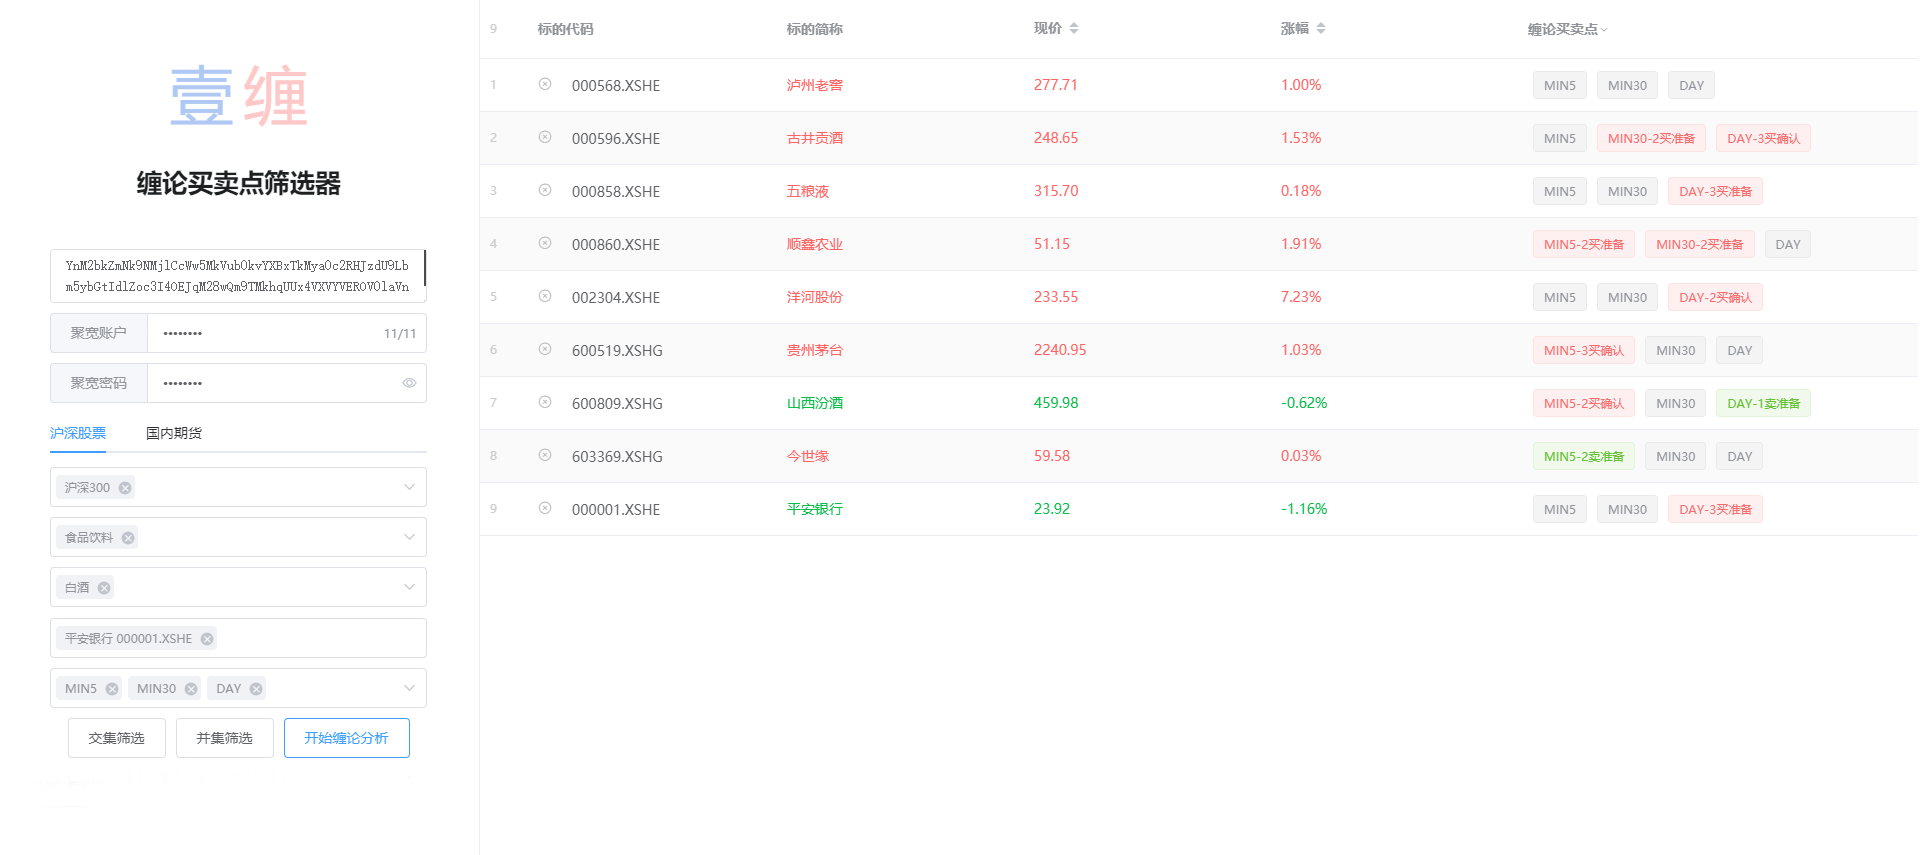 壹缠
缠论买卖点筛选器
YnM2bkZmNk9NMjlCcWw5MkVubOkvYXBxTkMyaOc2RHJzdU9Lb
m5ybGtIdlZoc3I4OEJqM28wQm9TMkhqUUx4VXVYVEROVOlaVn
聚宽账户 •••••••• 11/11
聚宽密码 ••••••••
沪深股票 国内期货
沪深300
食品饮料
白酒
平安银行 000001.XSHE
MIN5 MIN30 DAY
交集筛选 并集筛选 开始缠论分析
9 标的代码 标的简称 现价 涨幅 缠论买卖点
1 000568.XSHE 泸州老窖 277.71 1.00% MIN5 MIN30 DAY
2 000596.XSHE 古井贡酒 248.65 1.53% MIN5 MIN30-2买准备 DAY-3买确认
3 000858.XSHE 五粮液 315.70 0.18% MIN5 MIN30 DAY-3买准备
4 000860.XSHE 顺鑫农业 51.15 1.91% MIN5-2买准备 MIN30-2买准备 DAY
5 002304.XSHE 洋河股份 233.55 7.23% MIN5 MIN30 DAY-2买确认
6 600519.XSHG 贵州茅台 2240.95 1.03% MIN5-3买确认 MIN30 DAY
7 600809.XSHG 山西汾酒 459.98 -0.62% MIN5-2买确认 MIN30 DAY-1卖准备
8 603369.XSHG 今世缘 59.58 0.03% MIN5-2卖准备 MIN30 DAY
9 000001.XSHE 平安银行 23.92 -1.16% MIN5 MIN30 DAY-3买准备